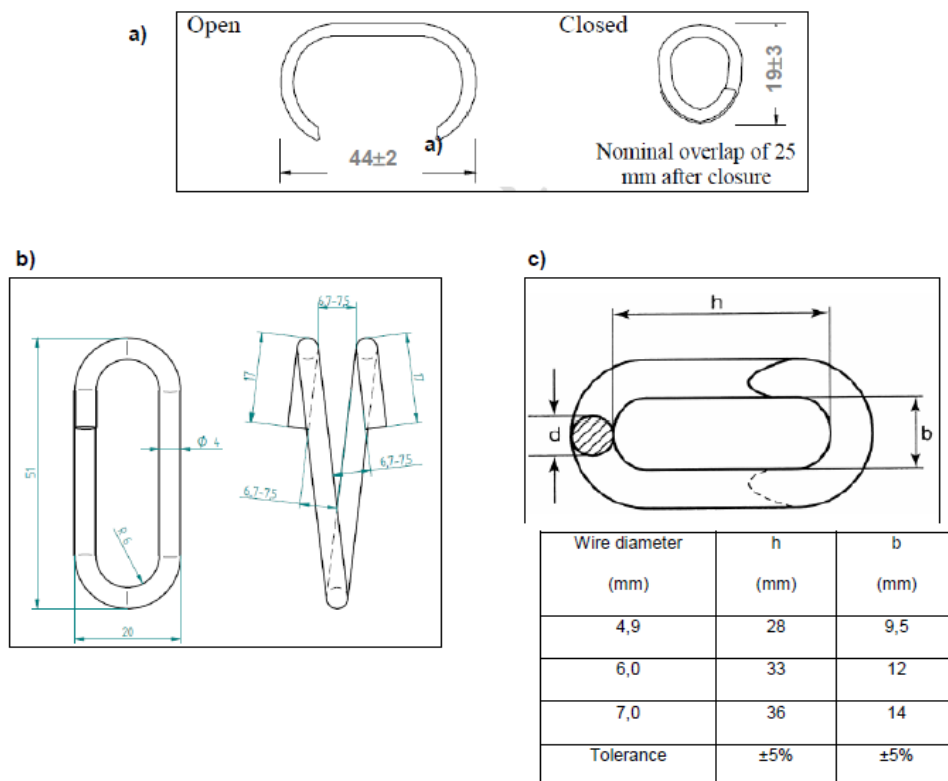 a)
Open
Closed
44±2
a)
19±3
Nominal overlap of 25
mm after closure
b)
6,7-7,5
17
17
51
Ø 4
6,7-7,5
6,7-7,5
R6
20
c)
h
d
b
Wire diameter
(mm)
h
(mm)
b
(mm)
4,9
28
9,5
6,0
33
12
7,0
36
14
Tolerance
±5%
±5%